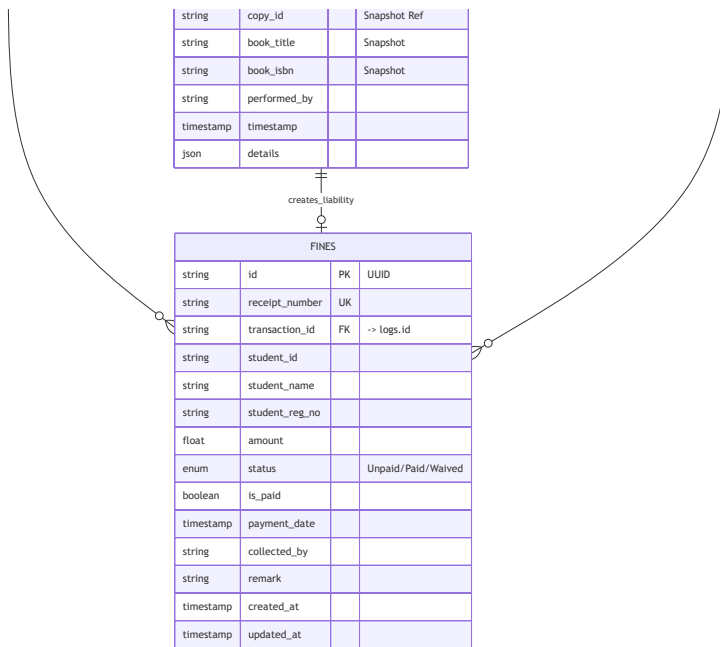 string copy_id Snapshot Ref
string book_title Snapshot
string book_isbn Snapshot
string performed_by
timestamp timestamp
json details
creates_liability
FINES
string id PK UUID
string receipt_number UK
string transaction_id FK -> logs.id
string student_id
string student_name
string student_reg_no
float amount
enum status Unpaid/Paid/Waived
boolean is_paid
timestamp payment_date
string collected_by
string remark
timestamp created_at
timestamp updated_at